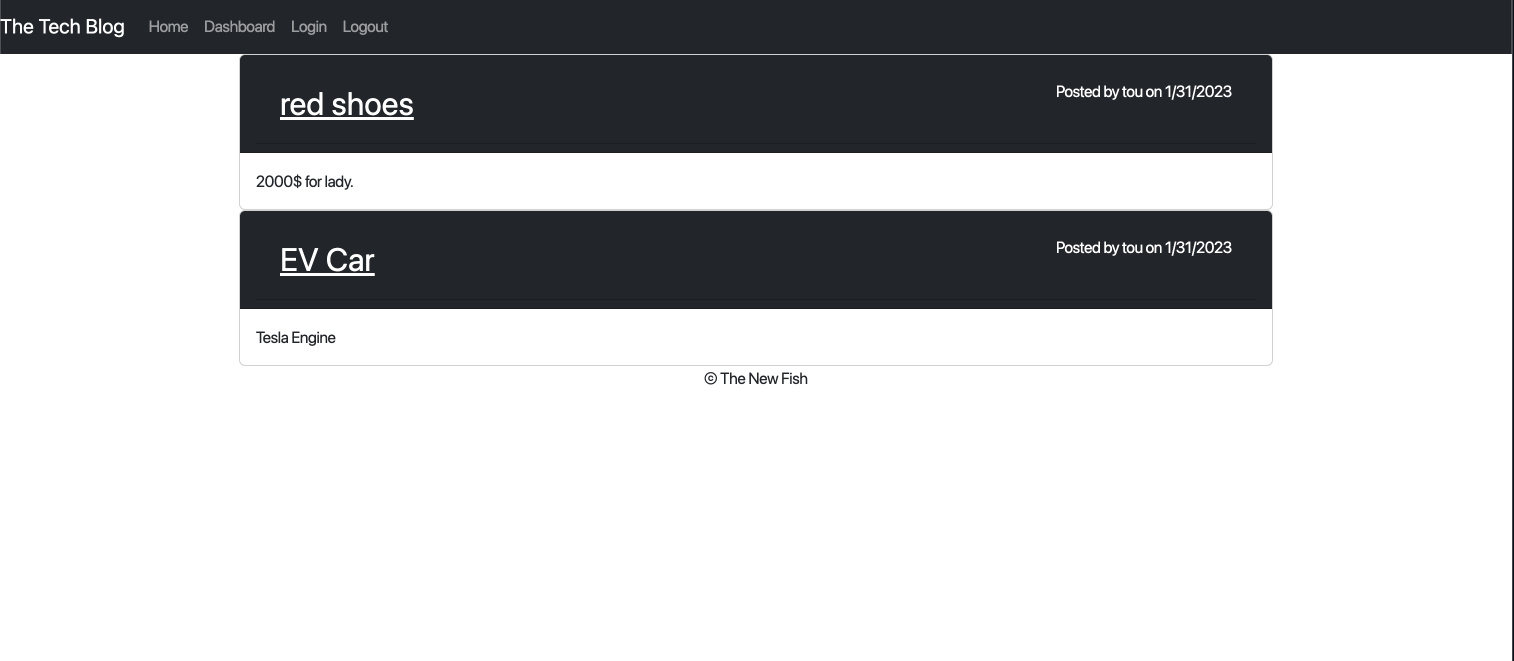 The Tech Blog Home Dashboard Login Logout
red shoes
Posted by tou on 1/31/2023
2000$ for lady.
EV Car
Posted by tou on 1/31/2023
Tesla Engine
© The New Fish